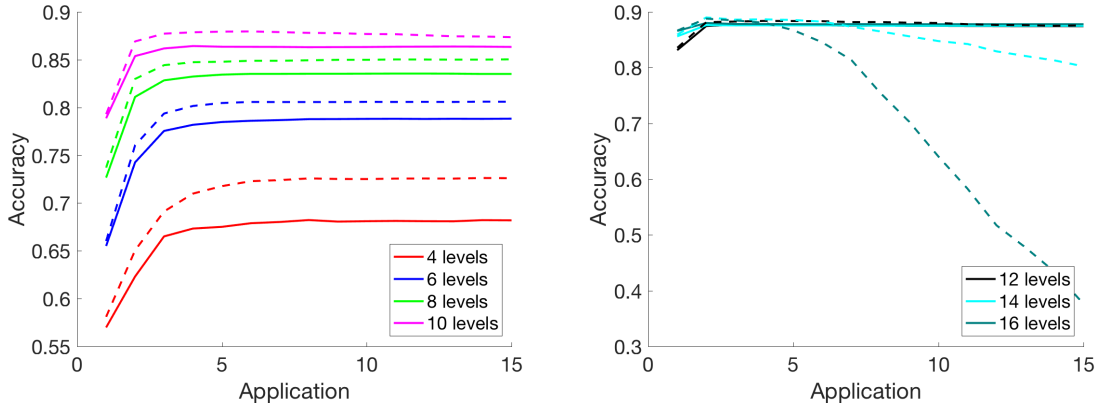 0.9
0.85
0.8
0.75
0.7
0.65
0.6
0.55
Accuracy
0
5
10
15
Application
4 levels
6 levels
8 levels
10 levels
0.9
0.8
0.7
0.6
0.5
0.4
0.3
Accuracy
0
5
10
15
Application
12 levels
14 levels
16 levels